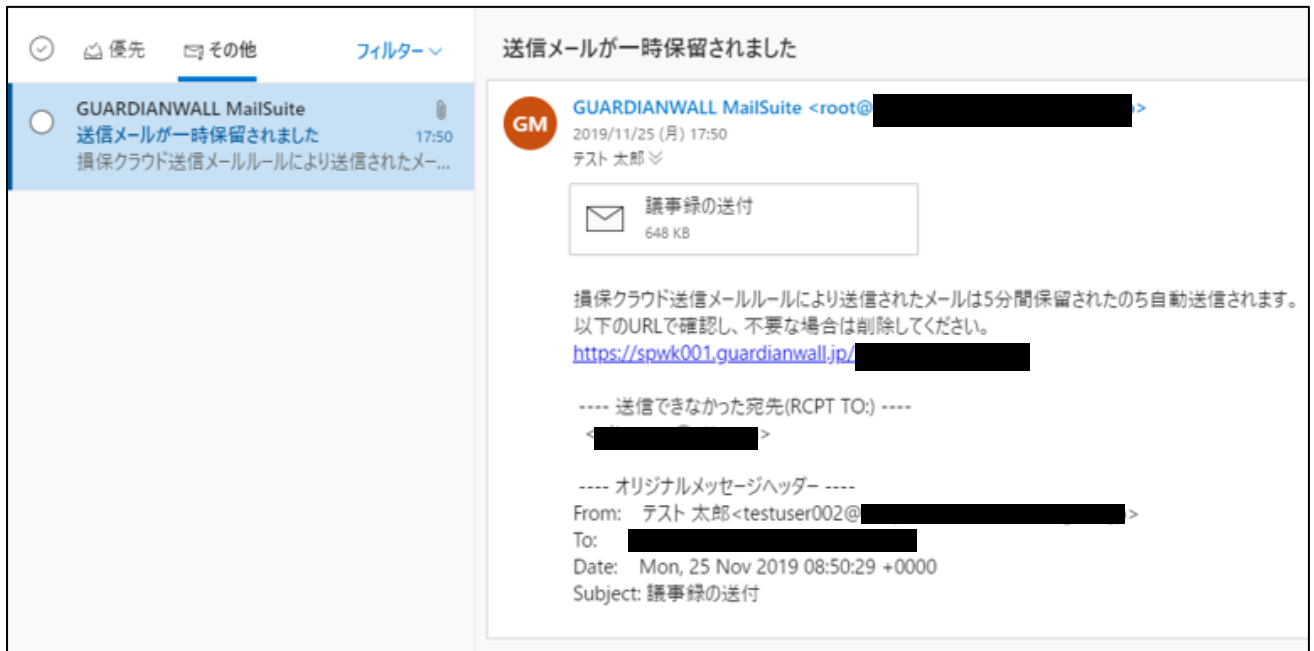 優先 その他 フィルター
GUARDIANWALL MailSuite
送信メールが一時保留されました 17:50
損保クラウド送信メールルールにより送信されたメー...
送信メールが一時保留されました
GM
GUARDIANWALL MailSuite <root@ >
2019/11/25 (月) 17:50
テスト 太郎
議事録の送付
648 KB
損保クラウド送信メールルールにより送信されたメールは5分間保留されたのち自動送信されます。
以下のURLで確認し、不要な場合は削除してください。
https://spwk001.guardianwall.jp/
---- 送信できなかった宛先(RCPT TO:) ----
< >
---- オリジナルメッセージヘッダー ----
From: テスト 太郎<testuser002@ >
To:
Date: Mon, 25 Nov 2019 08:50:29 +0000
Subject: 議事録の送付